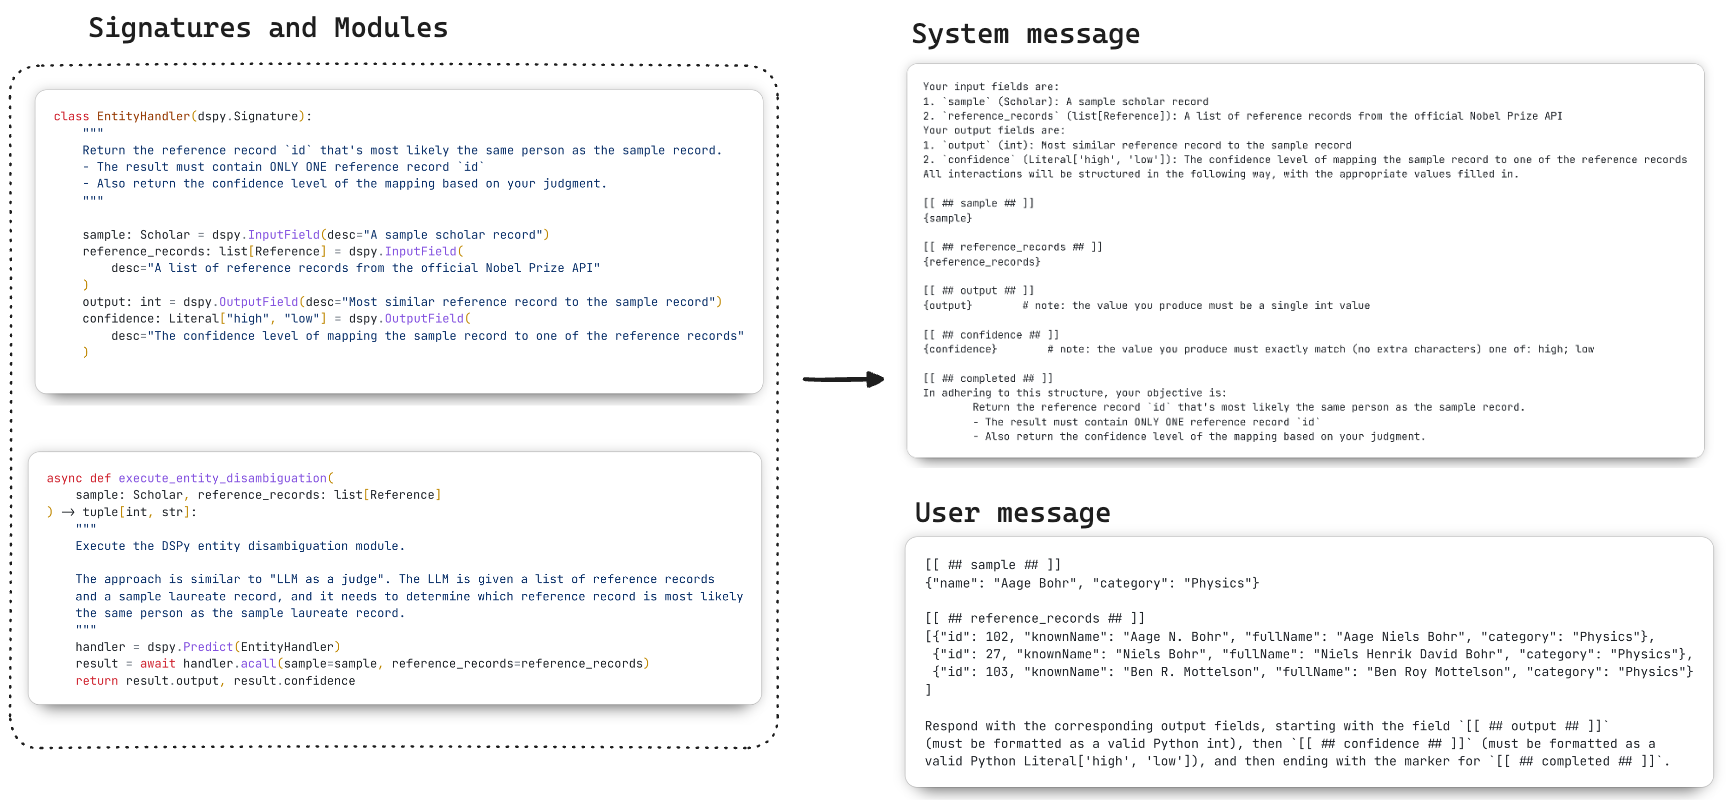 Signatures and Modules
class EntityHandler(dspy.Signature):
    """
    Return the reference record `id` that's most likely the same person as the sample record.
    - The result must contain ONLY ONE reference record `id`
    - Also return the confidence level of the mapping based on your judgment.
    """
    sample: Scholar = dspy.InputField(desc="A sample scholar record")
    reference_records: list[Reference] = dspy.InputField(
        desc="A list of reference records from the official Nobel Prize API"
    )
    output: int = dspy.OutputField(desc="Most similar reference record to the sample record")
    confidence: Literal["high", "low"] = dspy.OutputField(
        desc="The confidence level of mapping the sample record to one of the reference records"
    )
async def execute_entity_disambiguation(
    sample: Scholar, reference_records: list[Reference]
) -> tuple[int, str]:
    """
    Execute the DSPy entity disambiguation module.
    The approach is similar to "LLM as a judge". The LLM is given a list of reference records
    and a sample laureate record, and it needs to determine which reference record is most likely
    the same person as the sample laureate record.
    """
    handler = dspy.Predict(EntityHandler)
    result = await handler.acall(sample=sample, reference_records=reference_records)
    return result.output, result.confidence
System message
Your input fields are:
1. `sample` (Scholar): A sample scholar record
2. `reference_records` (list[Reference]): A list of reference records from the official Nobel Prize API
Your output fields are:
1. `output` (int): Most similar reference record to the sample record
2. `confidence` (Literal['high', 'low']): The confidence level of mapping the sample record to one of the reference records
All interactions will be structured in the following way, with the appropriate values filled in.
[[ ## sample ## ]]
{sample}
[[ ## reference_records ## ]]
{reference_records}
[[ ## output ## ]]
{output}        # note: the value you produce must be a single int value
[[ ## confidence ## ]]
{confidence}        # note: the value you produce must exactly match (no extra characters) one of: high; low
[[ ## completed ## ]]
In adhering to this structure, your objective is:
        Return the reference record `id` that's most likely the same person as the sample record.
        - The result must contain ONLY ONE reference record `id`
        - Also return the confidence level of the mapping based on your judgment.
User message
[[ ## sample ## ]]
{"name": "Aage Bohr", "category": "Physics"}
[[ ## reference_records ## ]]
[{"id": 102, "knownName": "Aage N. Bohr", "fullName": "Aage Niels Bohr", "category": "Physics"},
 {"id": 27, "knownName": "Niels Bohr", "fullName": "Niels Henrik David Bohr", "category": "Physics"},
 {"id": 103, "knownName": "Ben R. Mottelson", "fullName": "Ben Roy Mottelson", "category": "Physics"}
]
Respond with the corresponding output fields, starting with the field `[[ ## output ## ]]`
(must be formatted as a valid Python int), then `[[ ## confidence ## ]]` (must be formatted as a
valid Python Literal['high', 'low']), and then ending with the marker for `[[ ## completed ## ]]`.